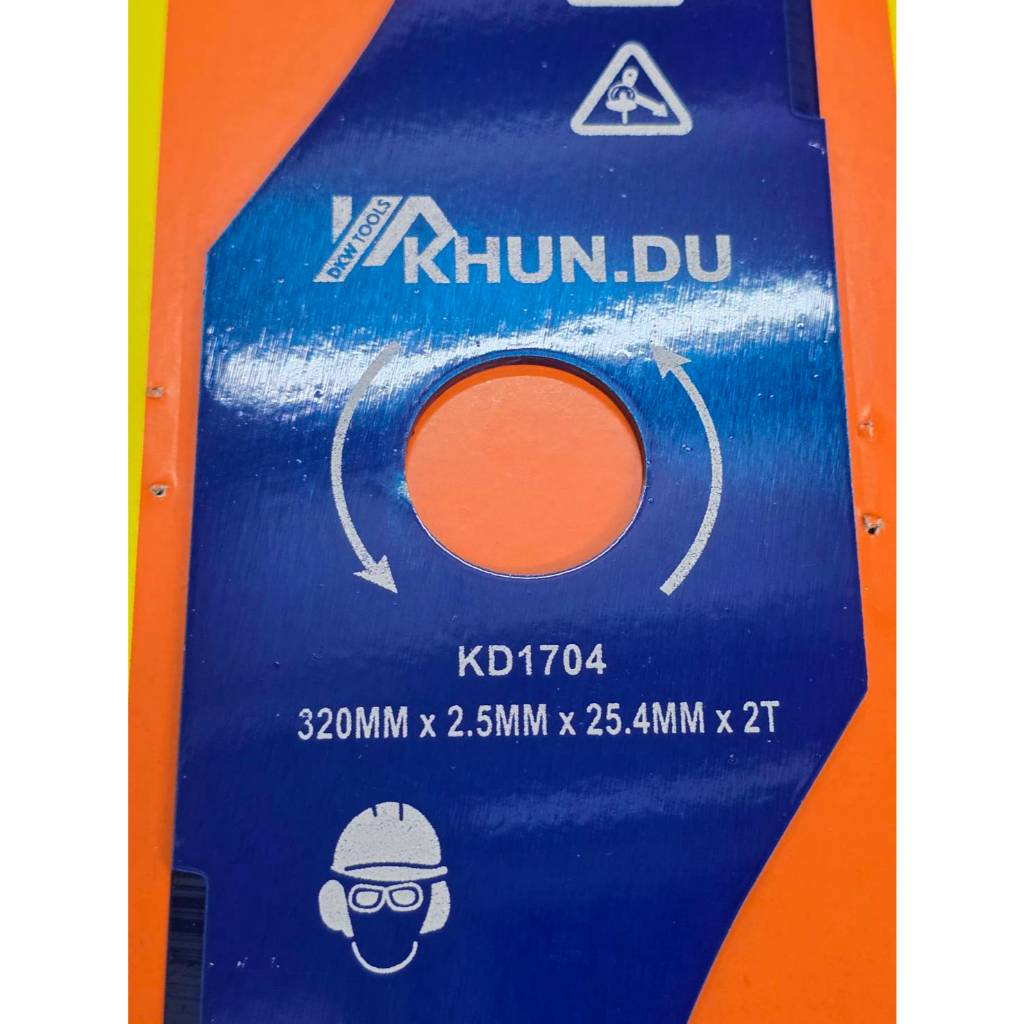 DKW TOOLS
KHUN.DU
KD1704
320MM x 2.5MM x 25.4MM x 2T